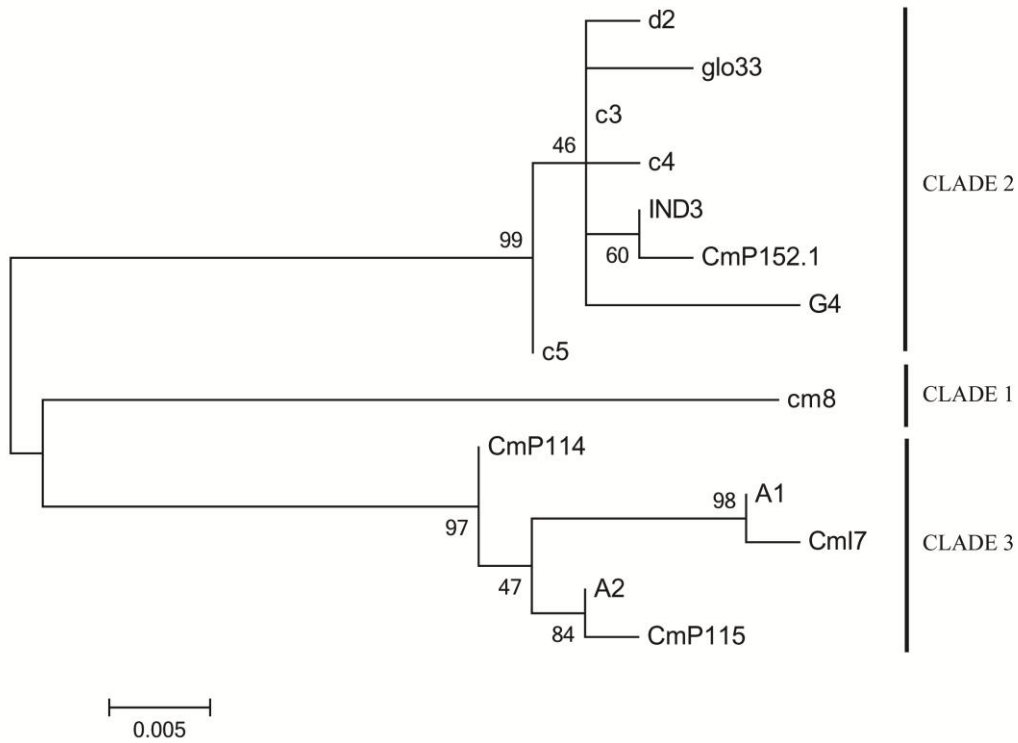 d2
glo33
c3
46
c4
CLADE 2
IND3
99
60
CmP152.1
G4
c5
cm8
CLADE 1
CmP114
98
A1
97
CmI7
CLADE 3
47
A2
84
CmP115
0.005